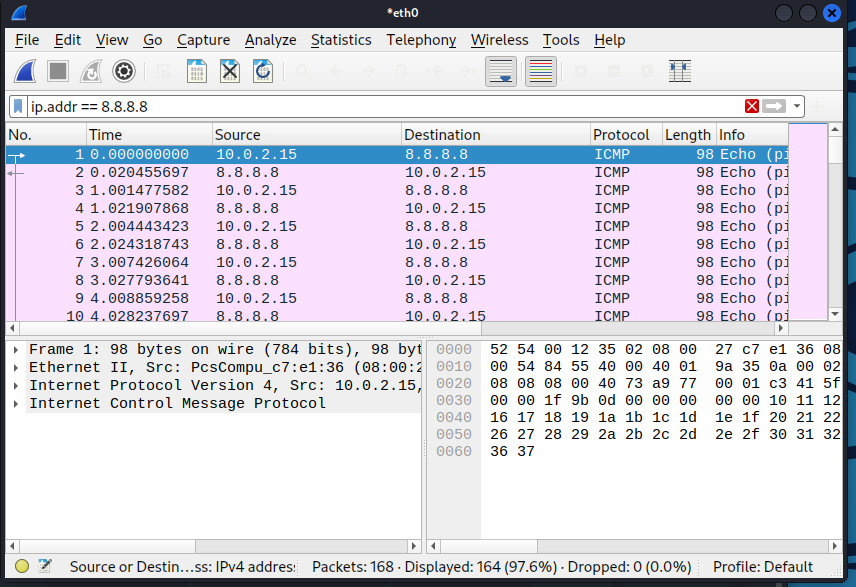 *eth0
File Edit View Go Capture Analyze Statistics Telephony Wireless Tools Help
ip.addr == 8.8.8.8
No. Time Source Destination Protocol Length Info
1 0.000000000 10.0.2.15 8.8.8.8 ICMP 98 Echo (pi
2 0.020455697 8.8.8.8 10.0.2.15 ICMP 98 Echo (pi
3 1.001477582 10.0.2.15 8.8.8.8 ICMP 98 Echo (pi
4 1.021907868 8.8.8.8 10.0.2.15 ICMP 98 Echo (pi
5 2.004443423 10.0.2.15 8.8.8.8 ICMP 98 Echo (pi
6 2.024318743 8.8.8.8 10.0.2.15 ICMP 98 Echo (pi
7 3.007426064 10.0.2.15 8.8.8.8 ICMP 98 Echo (pi
8 3.027793641 8.8.8.8 10.0.2.15 ICMP 98 Echo (pi
9 4.008859258 10.0.2.15 8.8.8.8 ICMP 98 Echo (pi
10 4.028237697 8.8.8.8 10.0.2.15 ICMP 98 Echo (pi
Frame 1: 98 bytes on wire (784 bits), 98 byt
Ethernet II, Src: PcsCompu_c7:e1:36 (08:00:2
Internet Protocol Version 4, Src: 10.0.2.15,
Internet Control Message Protocol
0000 52 54 00 12 35 02 08 00 27 c7 e1 36 08
0010 00 54 84 55 40 00 40 01 9a 35 0a 00 02
0020 08 08 08 00 40 73 a9 77 00 01 c3 41 5f
0030 00 00 1f 9b 0d 00 00 00 00 00 10 11 12
0040 16 17 18 19 1a 1b 1c 1d 1e 1f 20 21 22
0050 26 27 28 29 2a 2b 2c 2d 2e 2f 30 31 32
0060 36 37
Source or Destin...ss: IPv4 address Packets: 168 · Displayed: 164 (97.6%) · Dropped: 0 (0.0%) Profile: Default